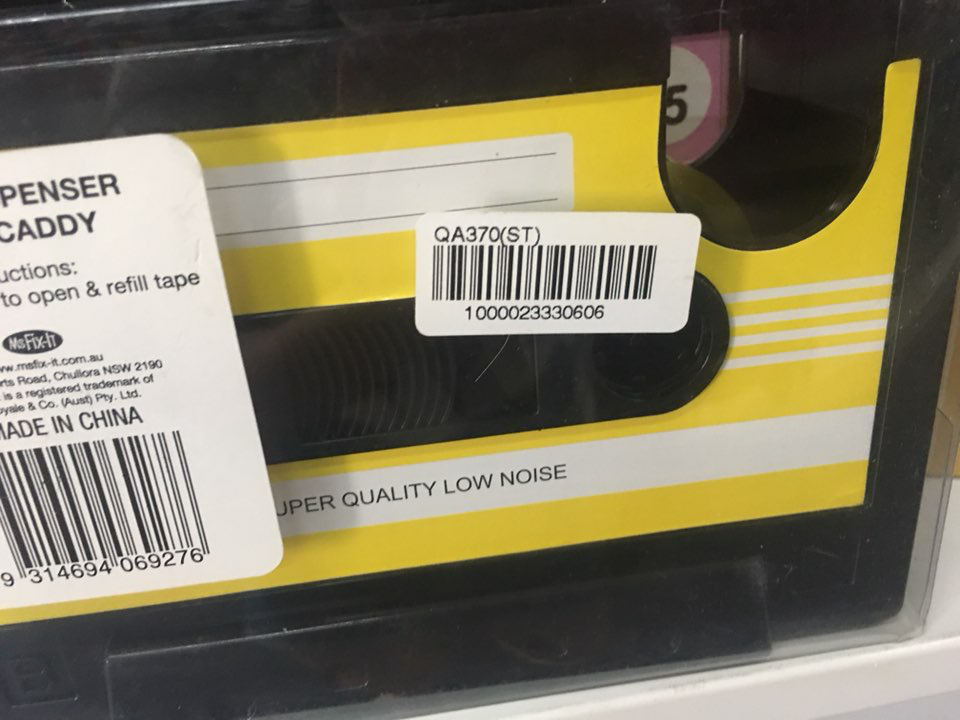 5
PENSER
CADDY
uctions:
to open & refill tape
MsFix-It
ww.msfix-it.com.au
rts Road, Chullora NSW 2190
is a registered trademark of
oyale & Co. (Aust) Pty. Ltd.
MADE IN CHINA
9 314694 069276
QA370(ST)
1000023330606
SUPER QUALITY LOW NOISE